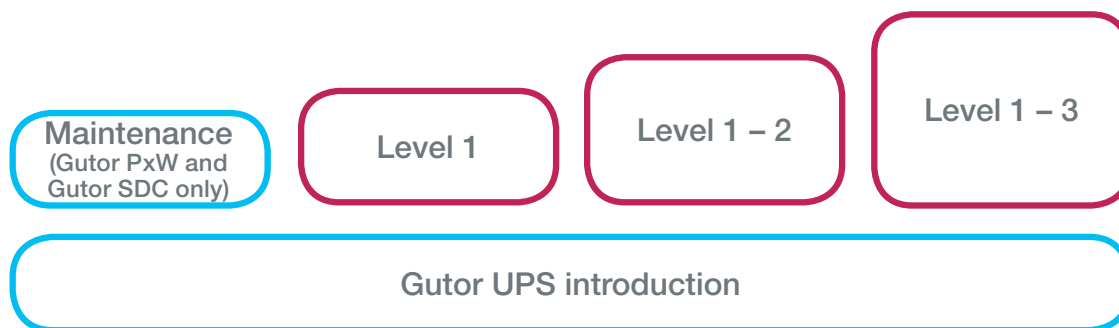 Maintenance
(Gutor PxW and
Gutor SDC only)
Level 1
Level 1 – 2
Level 1 – 3
Gutor UPS introduction